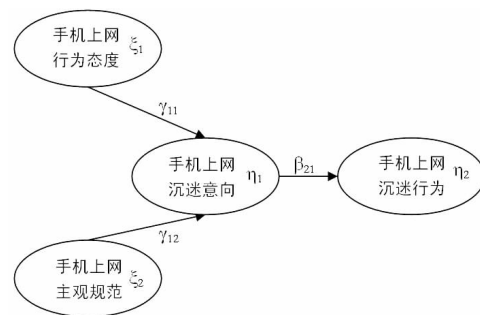 手机上网 ξ₁
行为态度
γ₁₁
手机上网 η₁
沉迷意向
β₂₁
手机上网 η₂
沉迷行为
γ₁₂
手机上网 ξ₂
主观规范